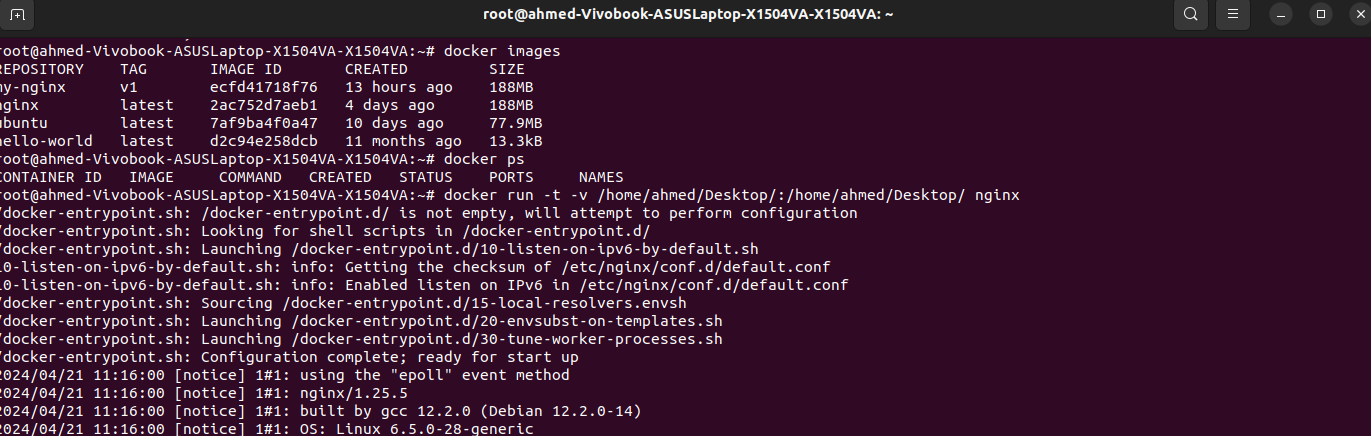 root@ahmed-Vivobook-ASUSLaptop-X1504VA-X1504VA: ~
root@ahmed-Vivobook-ASUSLaptop-X1504VA-X1504VA:~# docker images
REPOSITORY    TAG       IMAGE ID       CREATED         SIZE
my-nginx      v1        ecfd41718f76   13 hours ago    188MB
nginx         latest    2ac752d7aeb1   4 days ago      188MB
ubuntu        latest    7af9ba4f0a47   10 days ago     77.9MB
hello-world   latest    d2c94e258dcb   11 months ago   13.3kB
root@ahmed-Vivobook-ASUSLaptop-X1504VA-X1504VA:~# docker ps
CONTAINER ID   IMAGE     COMMAND   CREATED   STATUS    PORTS     NAMES
root@ahmed-Vivobook-ASUSLaptop-X1504VA-X1504VA:~# docker run -t -v /home/ahmed/Desktop/:/home/ahmed/Desktop/ nginx
/docker-entrypoint.sh: /docker-entrypoint.d/ is not empty, will attempt to perform configuration
/docker-entrypoint.sh: Looking for shell scripts in /docker-entrypoint.d/
/docker-entrypoint.sh: Launching /docker-entrypoint.d/10-listen-on-ipv6-by-default.sh
10-listen-on-ipv6-by-default.sh: info: Getting the checksum of /etc/nginx/conf.d/default.conf
10-listen-on-ipv6-by-default.sh: info: Enabled listen on IPv6 in /etc/nginx/conf.d/default.conf
/docker-entrypoint.sh: Sourcing /docker-entrypoint.d/15-local-resolvers.envsh
/docker-entrypoint.sh: Launching /docker-entrypoint.d/20-envsubst-on-templates.sh
/docker-entrypoint.sh: Launching /docker-entrypoint.d/30-tune-worker-processes.sh
/docker-entrypoint.sh: Configuration complete; ready for start up
2024/04/21 11:16:00 [notice] 1#1: using the "epoll" event method
2024/04/21 11:16:00 [notice] 1#1: nginx/1.25.5
2024/04/21 11:16:00 [notice] 1#1: built by gcc 12.2.0 (Debian 12.2.0-14)
2024/04/21 11:16:00 [notice] 1#1: OS: Linux 6.5.0-28-generic